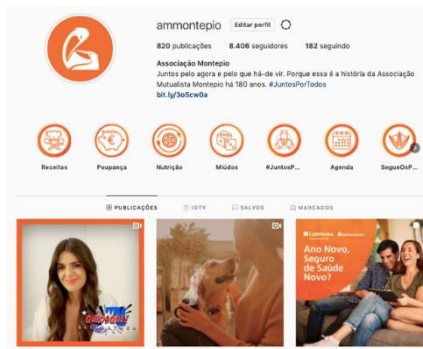 ammontepio Editar perfil
820 publicações 8.406 seguidores 182 seguindo
Associação Montepio
Juntos pelo agora e pelo que há-de vir. Porque essa é a história da Associação
Mutualista Montepio há 180 anos. #JuntosPorTodos
bit.ly/3o5cw0a
Receitas Poupança Nutrição Miúdos #JuntosP... Agenda SegueOsP...
PUBLICAÇÕES IGTV SALVOS MARCADOS
Ano Novo,
Seguro
de Saúde
Novo?